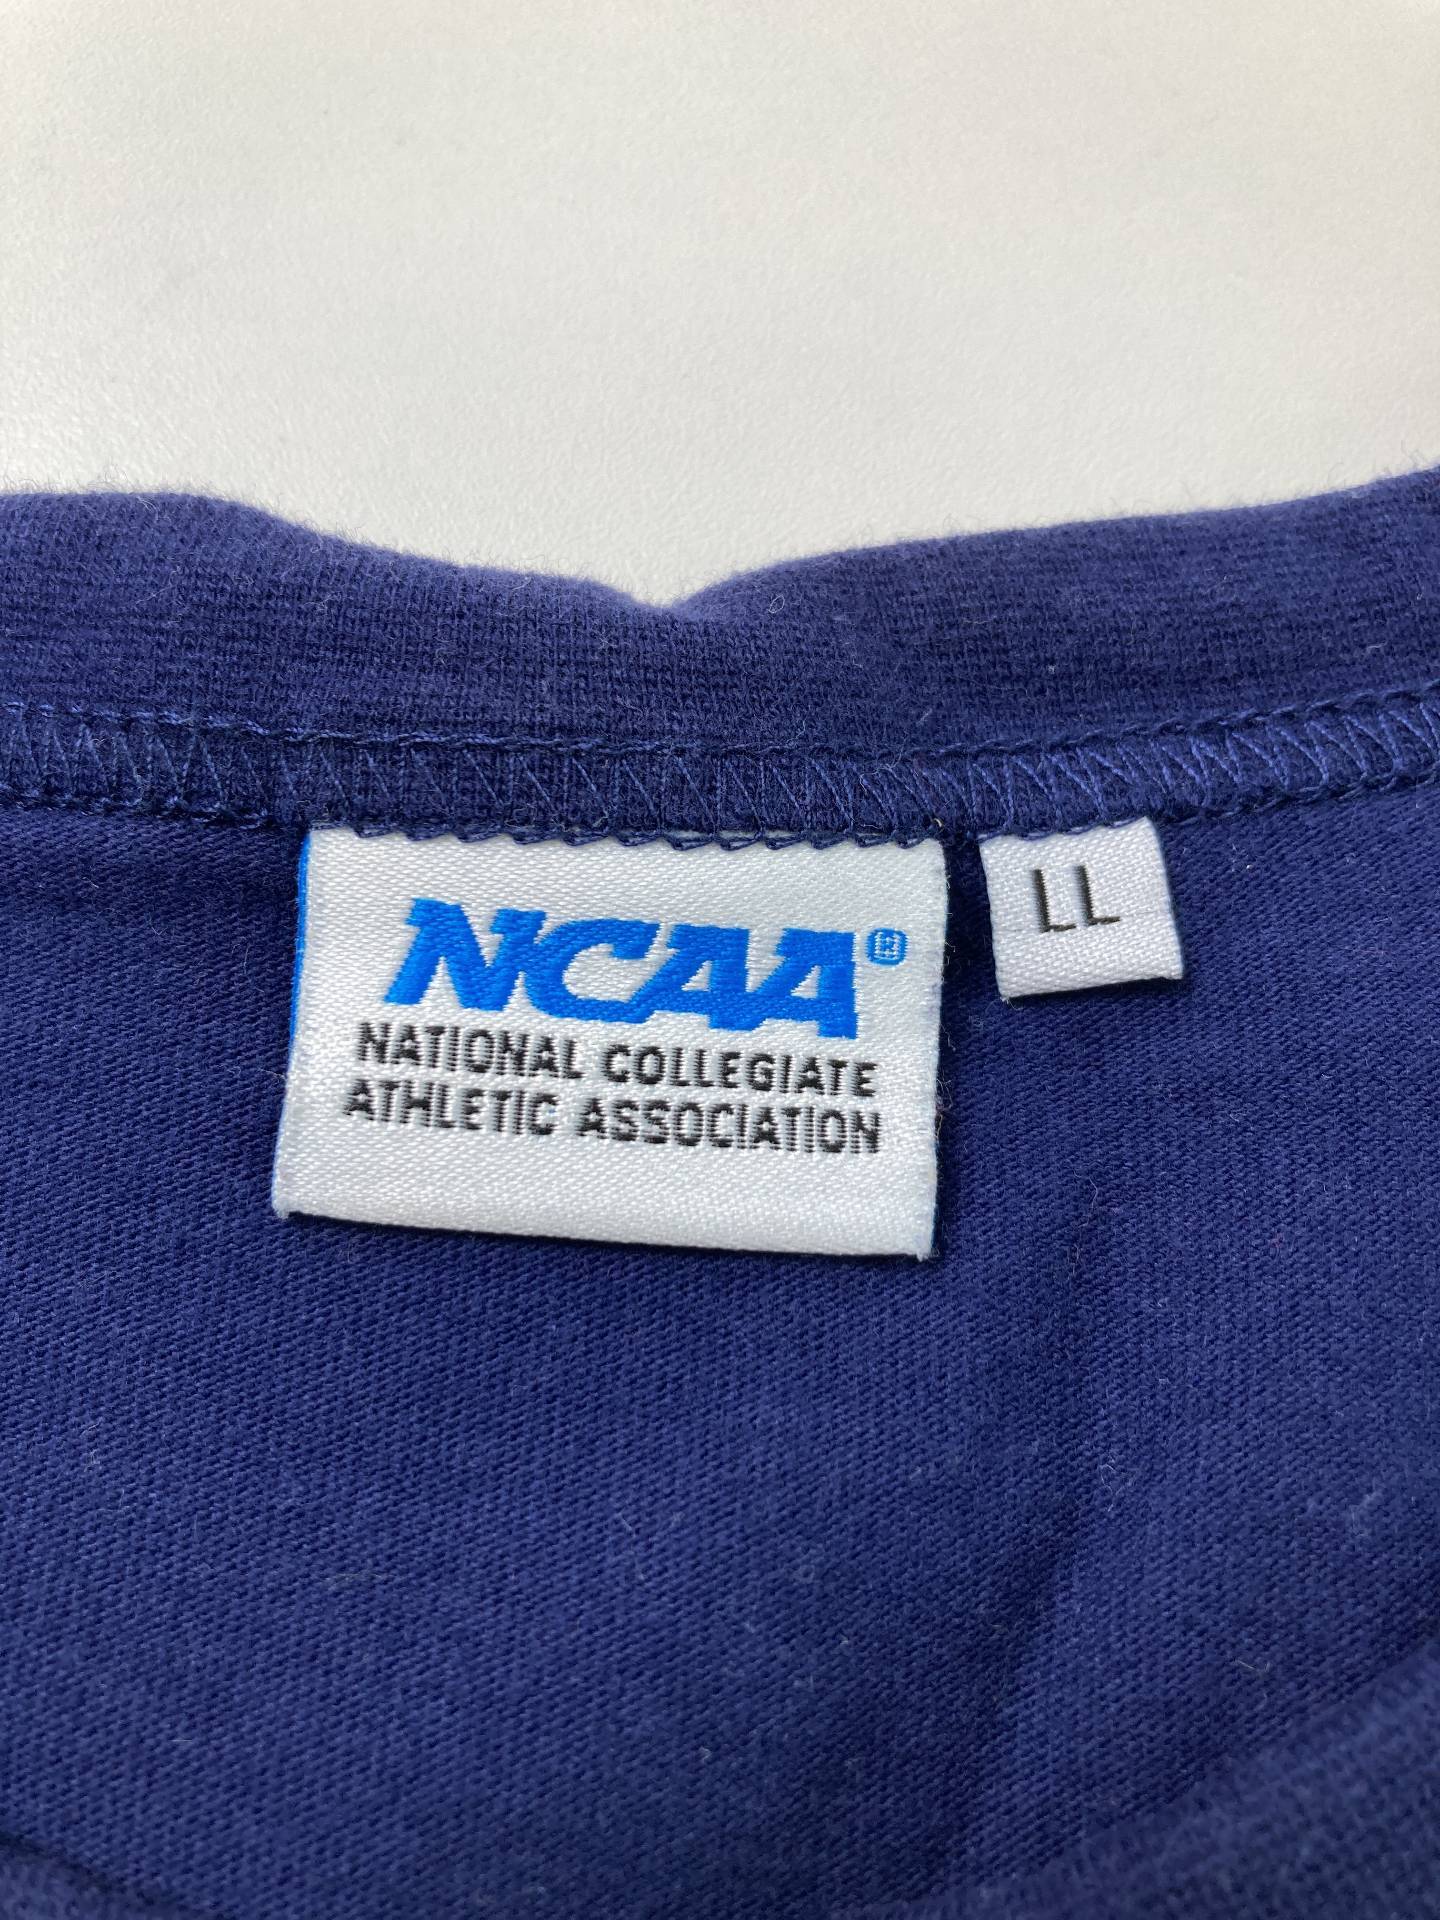 NCAA®
NATIONAL COLLEGIATE
ATHLETIC ASSOCIATION
LL